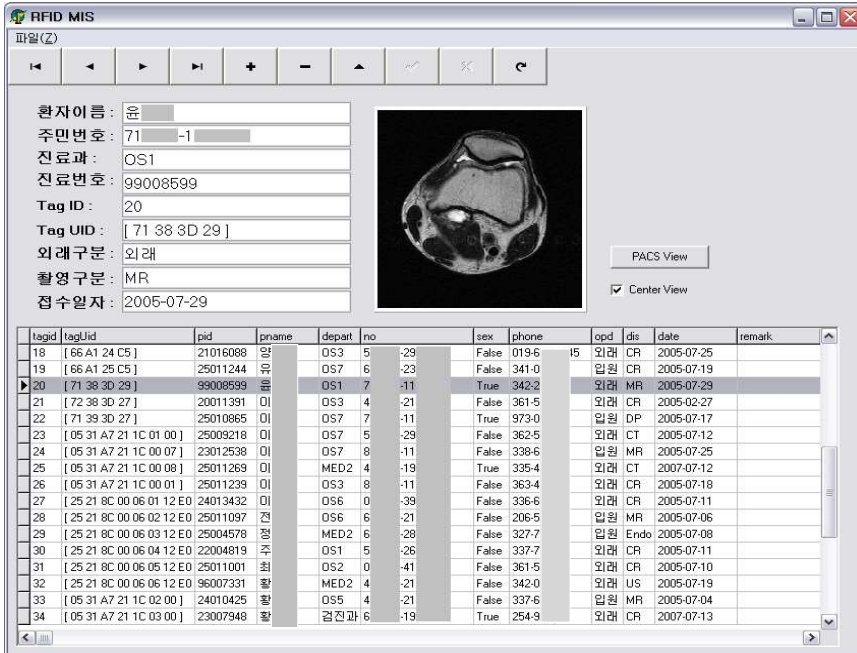 RFID MIS
파일(Z)
환자이름 : 윤
주민번호 : 71 -1
진료과 : OS1
진료번호 : 99008599
Tag ID : 20
Tag UID : [ 71 38 3D 29 ]
외래구분 : 외래
촬영구분 : MR
접수일자 : 2005-07-29
PACS View
Center View
tagid tagUid pid pname depart no sex phone opd dis date remark
18 [ 66 A1 24 C5 ] 21016088 양 OS3 5 -29 False 019-6 45 외래 CR 2005-07-25
19 [ 66 A1 25 C5 ] 25011244 유 OS7 6 -23 False 341-0 입원 CR 2005-07-19
20 [ 71 38 3D 29 ] 99008599 윤 OS1 7 -11 True 342-2 외래 MR 2005-07-29
21 [ 72 38 3D 27 ] 20011391 이 OS3 4 -21 False 361-5 외래 CR 2005-02-27
22 [ 71 39 3D 27 ] 25010865 이 OS7 7 -11 True 973-0 입원 DP 2005-07-17
23 [ 05 31 A7 21 1C 01 00 ] 25009218 이 OS7 5 -29 False 362-5 외래 CT 2005-07-12
24 [ 05 31 A7 21 1C 00 07 ] 23012538 이 OS7 8 -11 False 338-6 입원 MR 2005-07-25
25 [ 05 31 A7 21 1C 00 08 ] 25011269 이 MED2 4 -19 True 335-4 외래 CT 2007-07-12
26 [ 05 31 A7 21 1C 00 01 ] 25011239 이 OS3 8 -11 False 363-4 외래 CR 2005-07-18
27 [ 25 21 8C 00 06 01 12 E0 24013432 이 OS6 0 -39 False 336-6 외래 CR 2005-07-11
28 [ 25 21 8C 00 06 02 12 E0 25011097 전 OS6 6 -21 False 206-5 입원 MR 2005-07-06
29 [ 25 21 8C 00 06 03 12 E0 25004578 정 MED2 6 -28 False 327-7 입원 Endo 2005-07-08
30 [ 25 21 8C 00 06 04 12 E0 22004819 주 OS1 5 -26 False 337-7 외래 CR 2005-07-11
31 [ 25 21 8C 00 06 05 12 E0 25011001 최 OS2 0 -41 False 361-5 외래 CR 2005-07-10
32 [ 25 21 8C 00 06 06 12 E0 96007331 황 MED2 4 -21 False 342-0 외래 US 2005-07-19
33 [ 05 31 A7 21 1C 02 00 ] 24010425 황 OS5 4 -21 False 337-6 입원 MR 2005-07-04
34 [ 05 31 A7 21 1C 03 00 ] 23007948 황 검진과 6 -19 True 254-9 외래 CR 2007-07-13